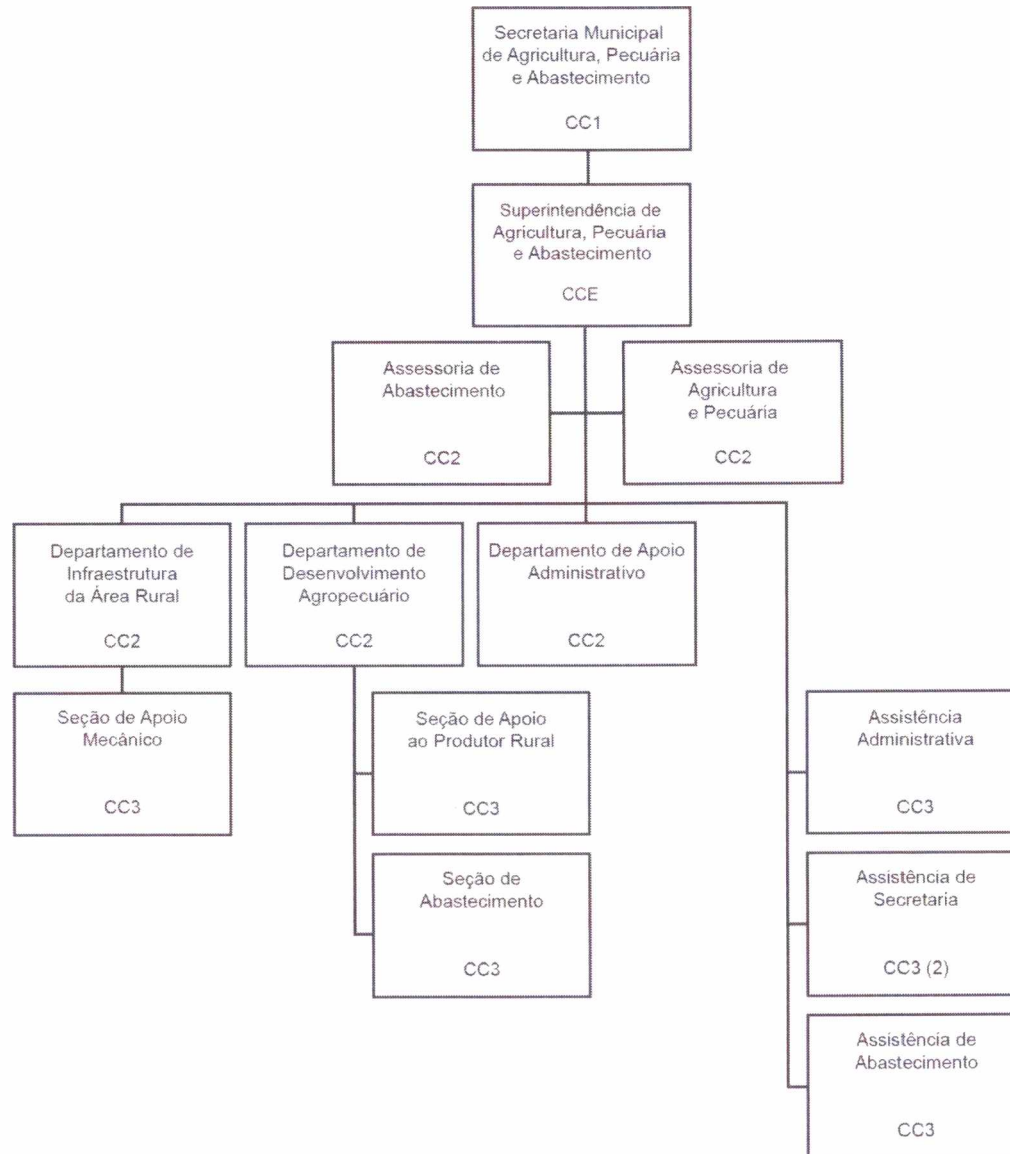 Secretaria Municipal
de Agricultura, Pecuária
e Abastecimento
CC1
Superintendência de
Agricultura, Pecuária
e Abastecimento
CCE
Assessoria de
Abastecimento
CC2
Assessoria de
Agricultura
e Pecuária
CC2
Departamento de
Infraestrutura
da Área Rural
CC2
Departamento de
Desenvolvimento
Agropecuário
CC2
Departamento de Apoio
Administrativo
CC2
Seção de Apoio
Mecânico
CC3
Seção de Apoio
ao Produtor Rural
CC3
Seção de
Abastecimento
CC3
Assistência
Administrativa
CC3
Assistência de
Secretaria
CC3 (2)
Assistência de
Abastecimento
CC3